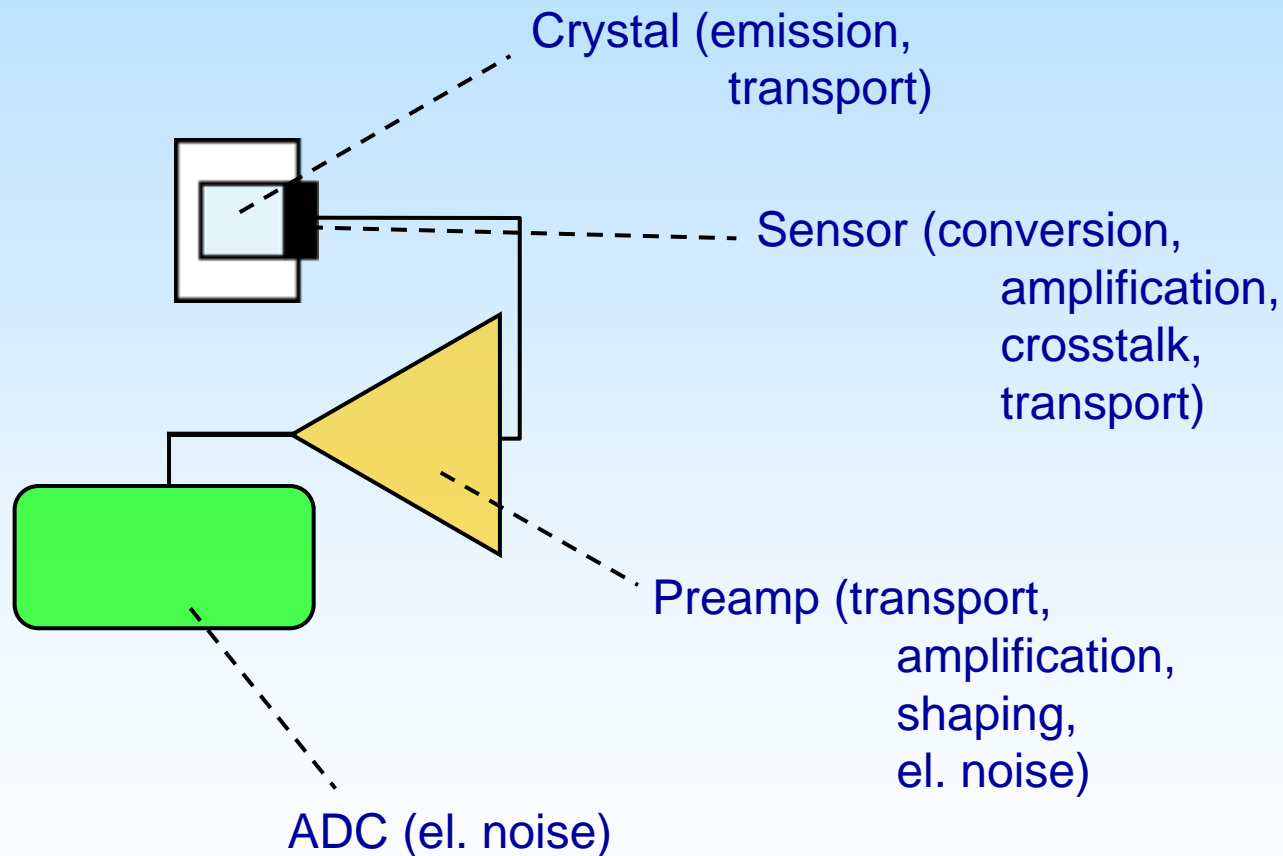 Crystal (emission,
transport)
Sensor (conversion,
amplification,
crosstalk,
transport)
Preamp (transport,
amplification,
shaping,
el. noise)
ADC (el. noise)